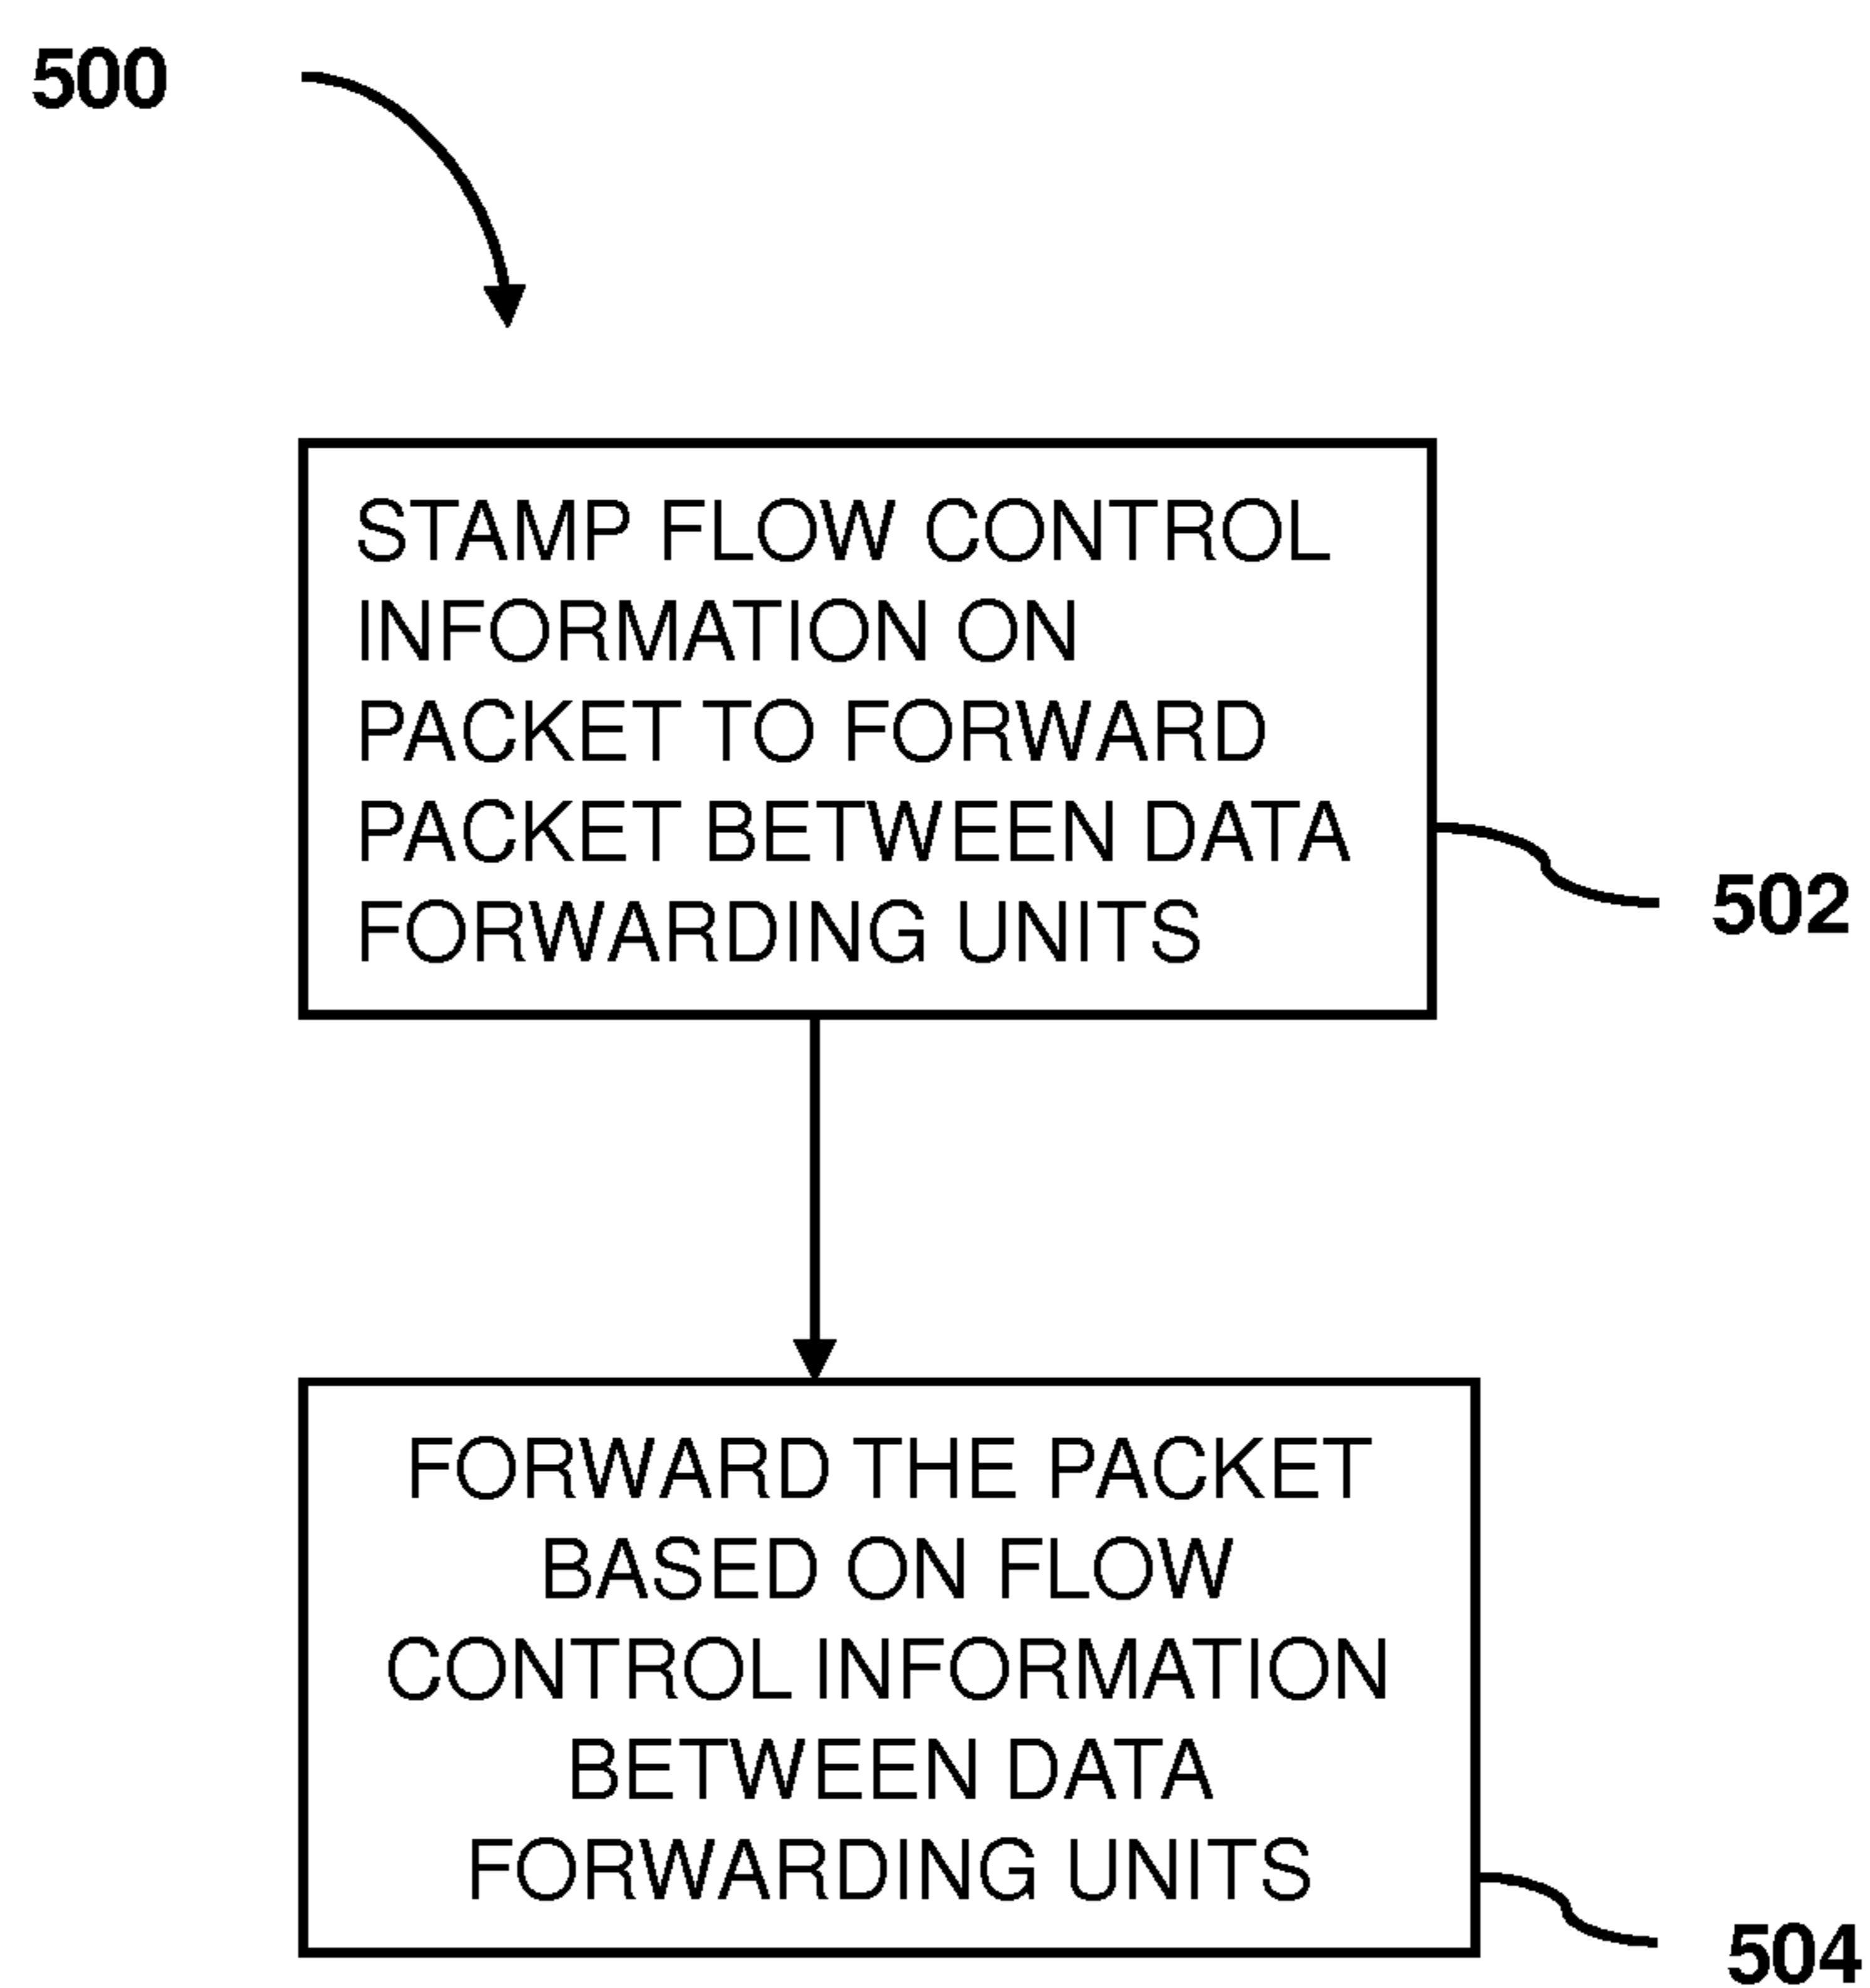 500
STAMP FLOW CONTROL
INFORMATION ON
PACKET TO FORWARD
PACKET BETWEEN DATA
FORWARDING UNITS
502
FORWARD THE PACKET
BASED ON FLOW
CONTROL INFORMATION
BETWEEN DATA
FORWARDING UNITS
504